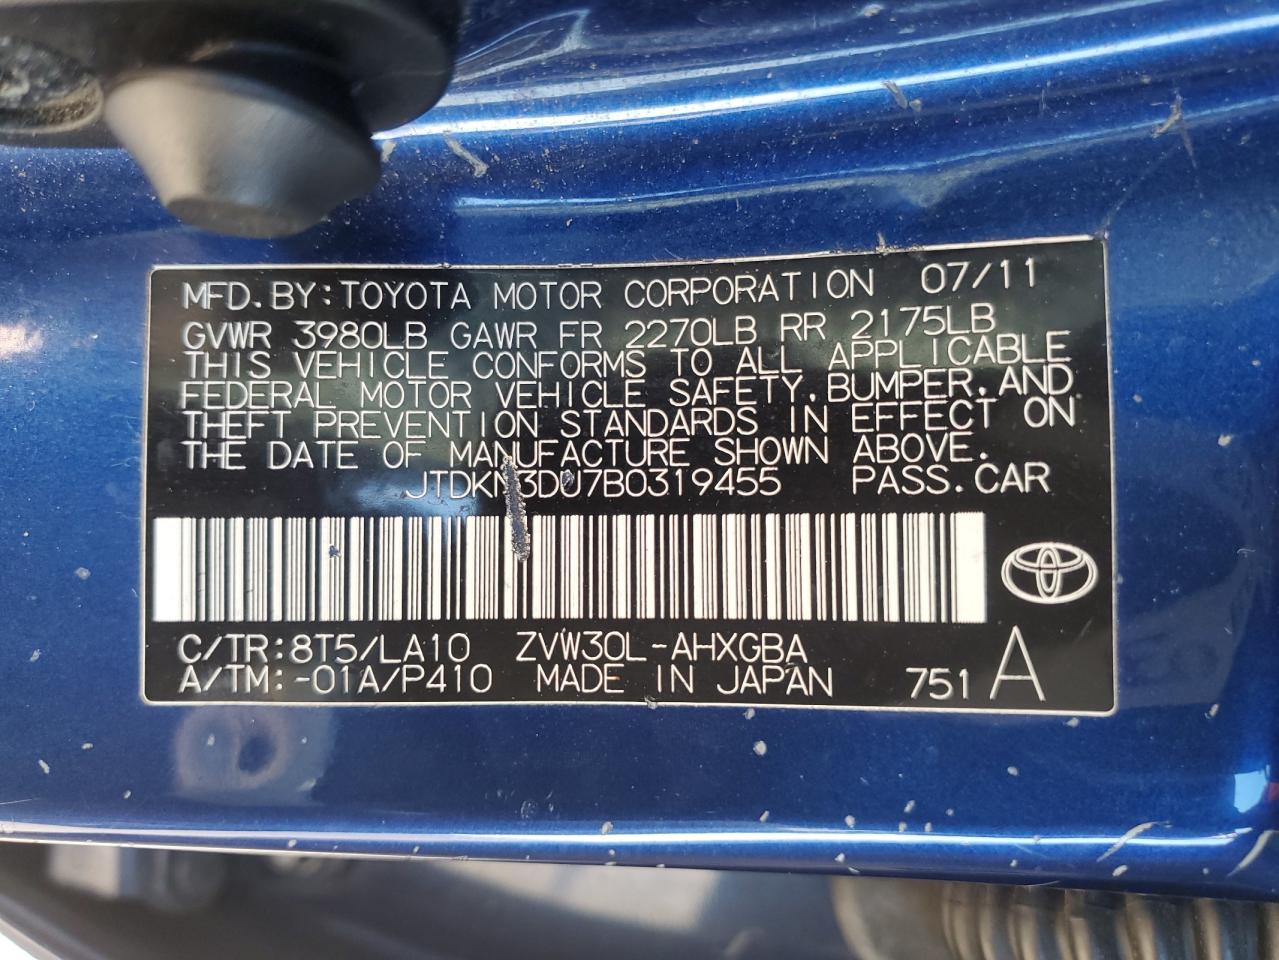 MFD.BY:TOYOTA MOTOR CORPORATION 07/11
GVWR 3980LB GAWR FR 2270LB RR 2175LB
THIS VEHICLE CONFORMS TO ALL APPLICABLE
FEDERAL MOTOR VEHICLE SAFETY,BUMPER,AND
THEFT PREVENTION STANDARDS IN EFFECT ON
THE DATE OF MANUFACTURE SHOWN ABOVE.
JTDKN3DU7B0319455 PASS.CAR
C/TR:8T5/LA10 ZVW30L-AHXGBA
A/TM:-01A/P410 MADE IN JAPAN 751 A